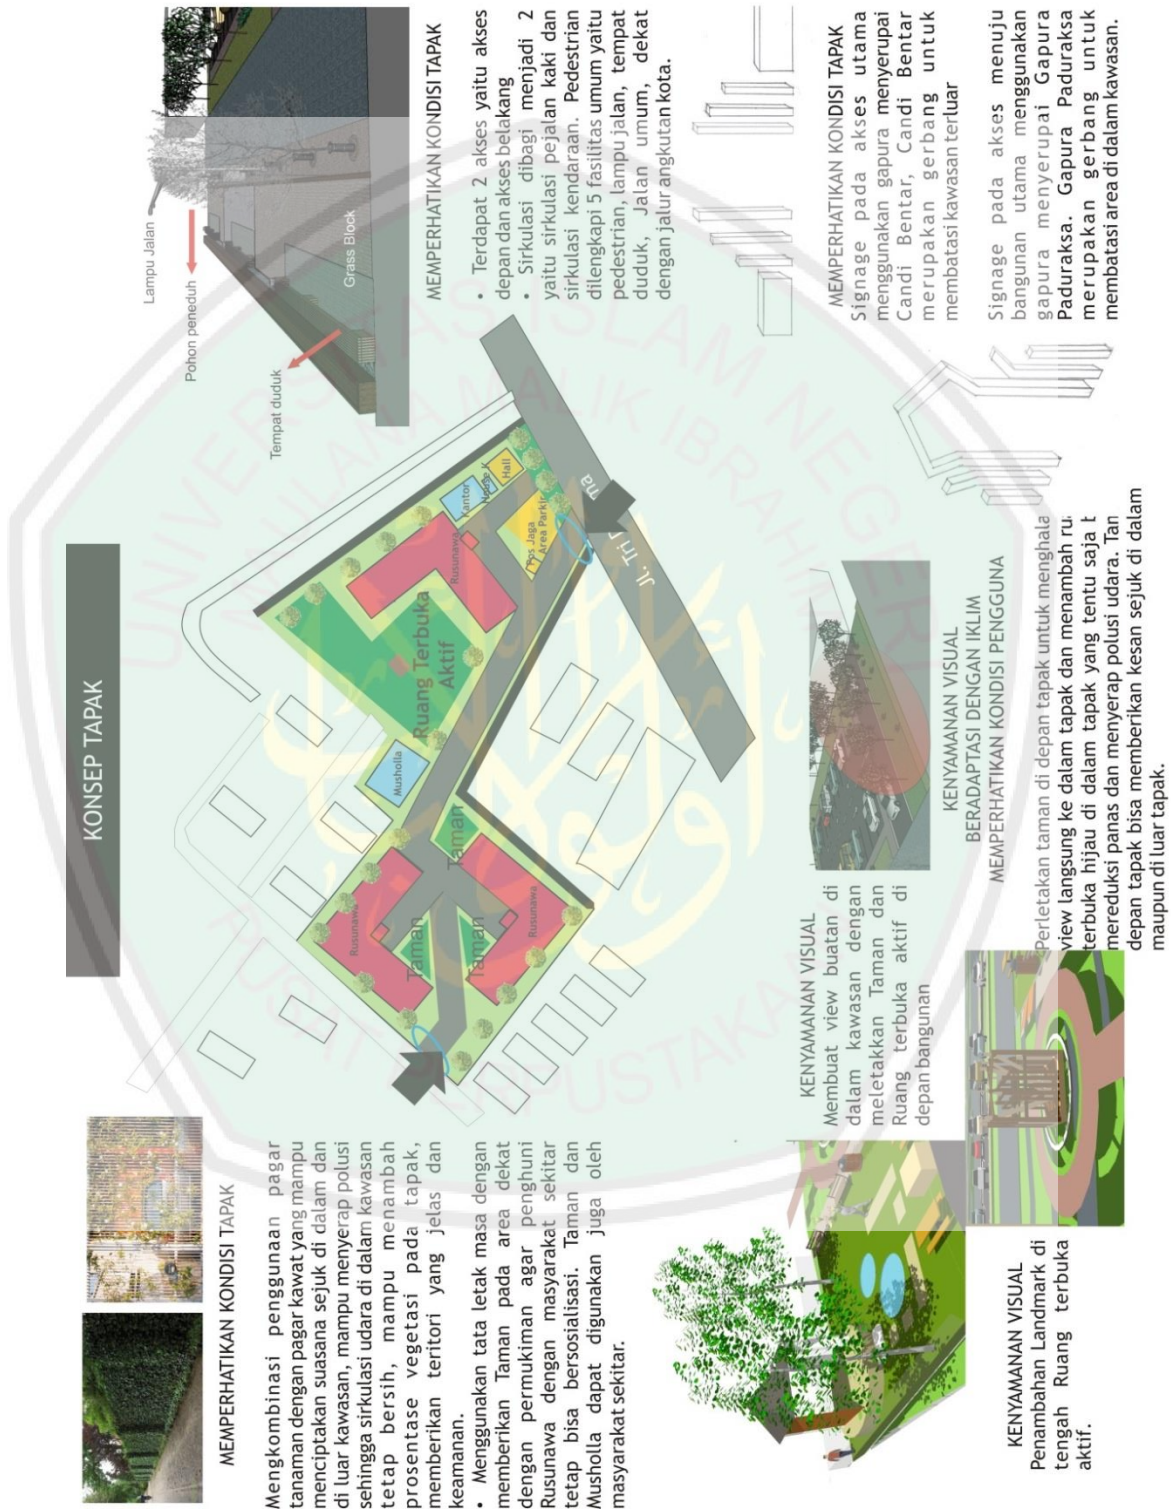 KONSEP TAPAK
MEMPERHATIKAN KONDISI TAPAK
Mengkombinasi penggunaan pagar
tanaman dengan pagar kawat yang mampu
menciptakan suasana sejuk di dalam dan
di luar kawasan, mampu menyerap polusi
sehingga sirkulasi udara di dalam kawasan
tetap bersih, mampu menambah
prosentase vegetasi pada tapak,
memberikan teritori yang jelas dan
keamanan.
• Menggunakan tata letak masa dengan
memberikan Taman pada area dekat
dengan permukiman agar penghuni
Rusunawa dengan masyarakat sekitar
tetap bisa bersosialisi. Taman dan
Musholla dapat digunakan juga oleh
masyarakat sekitar.
Rusunawa
Taman
Taman
Rusunawa
Taman
Musholla
Ruang Terbuka
Aktif
Rusunawa
Kantor
House K
Hall
Pos Jaga
Area Parkir
Jl. Tri
ma
Lampu Jalan
Pohon peneduh
Tempat duduk
Grass Block
MEMPERHATIKAN KONDISI TAPAK
• Terdapat 2 akses yaitu akses
depan dan akses belakang
• Sirkulasi dibagi menjadi 2
yaitu sirkulasi pejalan kaki dan
sirkulasi kendaraan. Pedestrian
dilengkapi 5 fasilitas umum yaitu
pedestrian, lampu jalan, tempat
duduk, Jalan umum, dekat
dengan jalur angkutan kota.
KENYAMANAN VISUAL
Penambahan Landmark di
tengah Ruang terbuka
aktif.
KENYAMANAN VISUAL
Membuat view buatan di
dalam kawasan dengan
meletakkan Taman dan
Ruang terbuka aktif di
depan bangunan
KENYAMANAN VISUAL
BERADAPTASI DENGAN IKLIM
MEMPERHATIKAN KONDISI PENGGUNA
Perletakan taman di depan tapak untuk menghala
view langsung ke dalam tapak dan menambah ru
terbuka hijau di dalam tapak yang tentu saja t
mereduksi panas dan menyerap polusi udara. Tan
depan tapak bisa memberikan kesan sejuk di dalam
maupun di luar tapak.
MEMPERHATIKAN KONDISI TAPAK
Signage pada akses utama
menggunakan gapura menyerupai
Candi Bentar, Candi Bentar
merupakan gerbang untuk
membatasi kawasan terluar
Signage pada akses menuju
bangunan utama menggunakan
gapura menyerupai Gapura
Paduraksa. Gapura Paduraksa
merupakan gerbang untuk
membatasi area di dalam kawasan.
UNIVERSITAS ISLAM NEGERI
MAULANA MALIK IBRAHIM
PUSAT PERPUSTAKAAN